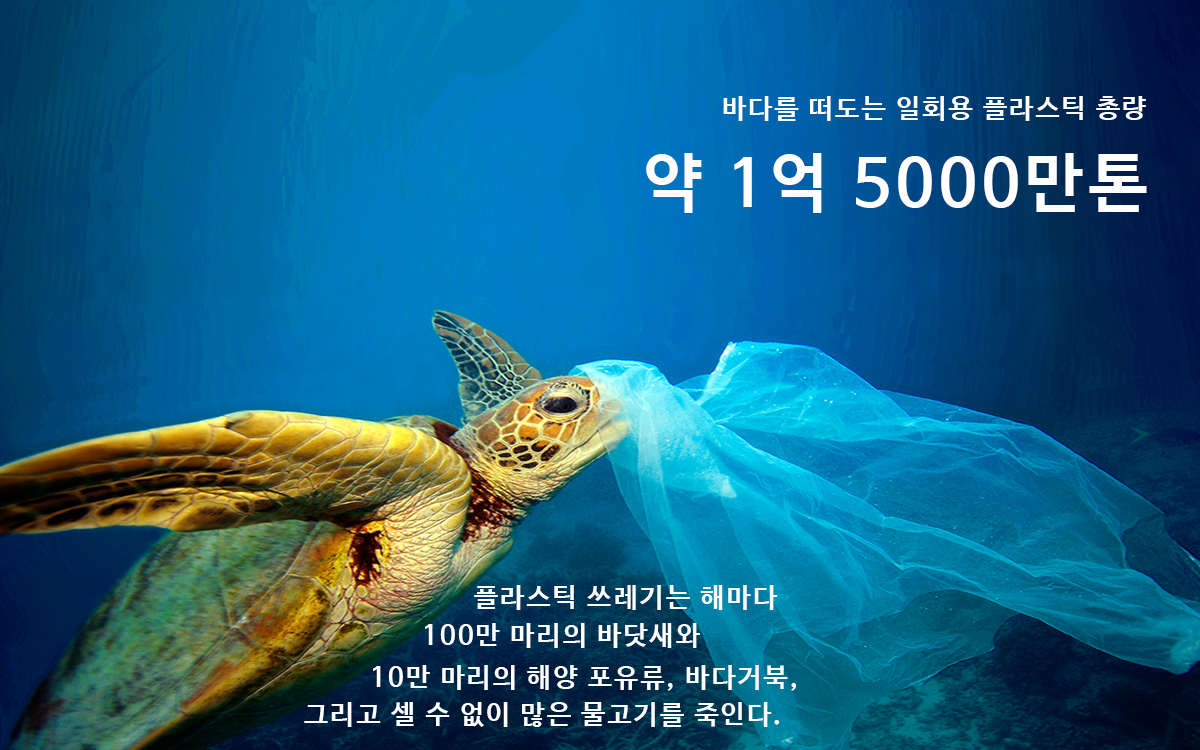 바다를 떠도는 일회용 플라스틱 총량
약 1억 5000만톤
플라스틱 쓰레기는 해마다
100만 마리의 바닷새와
10만 마리의 해양 포유류, 바다거북,
그리고 셀 수 없이 많은 물고기를 죽인다.